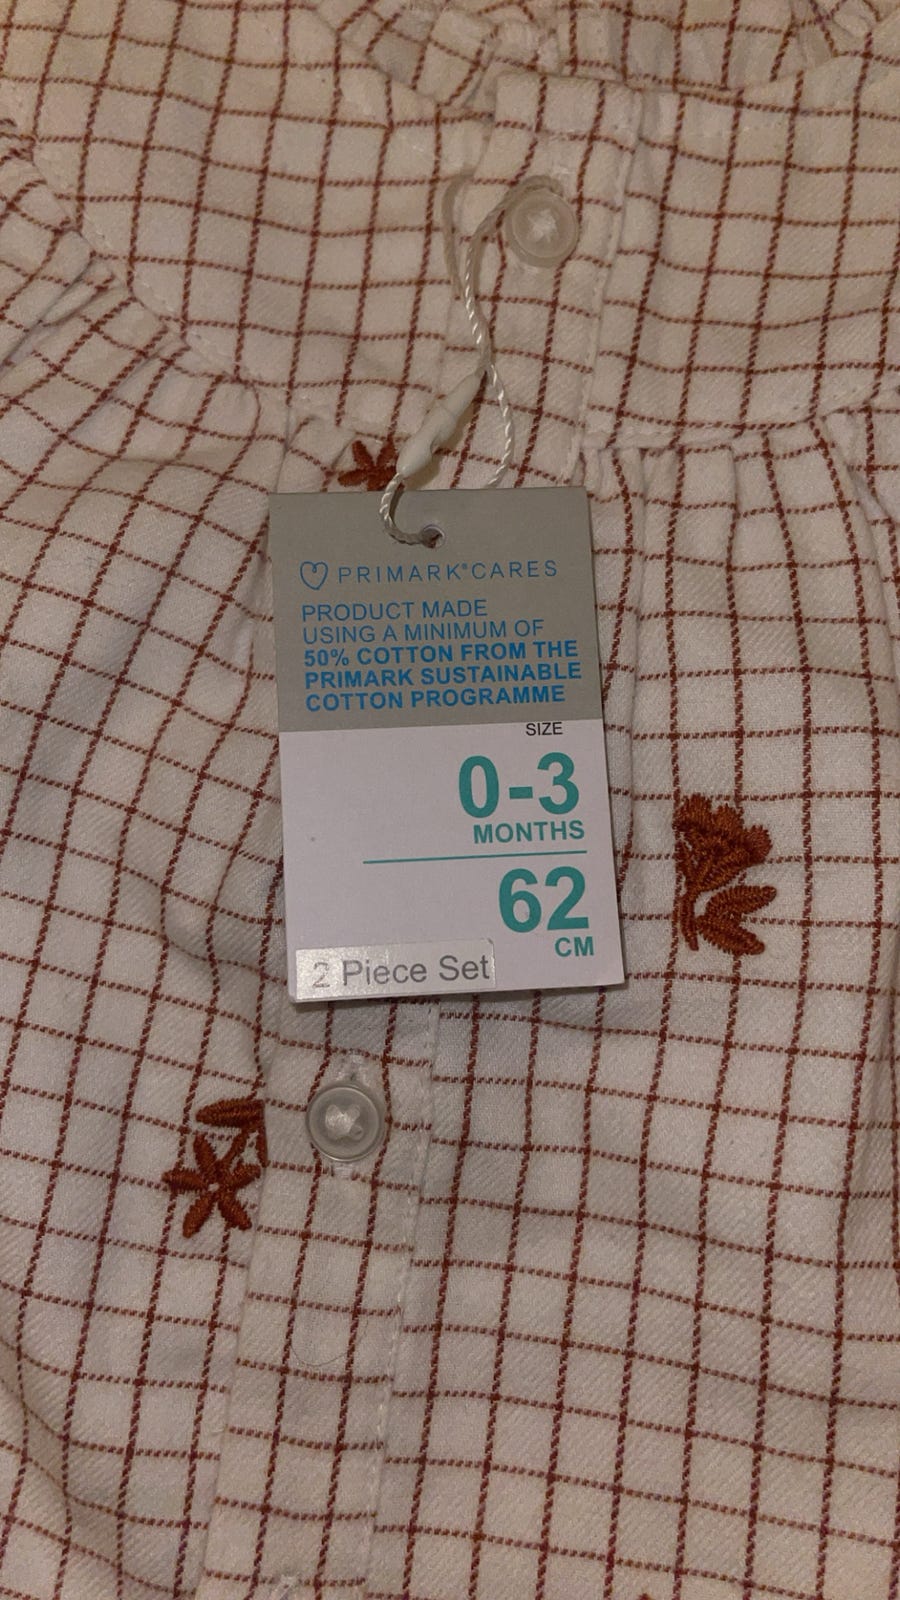 PRIMARK®CARES
PRODUCT MADE
USING A MINIMUM OF
50% COTTON FROM THE
PRIMARK SUSTAINABLE
COTTON PROGRAMME
SIZE
0-3
MONTHS
62
CM
2 Piece Set